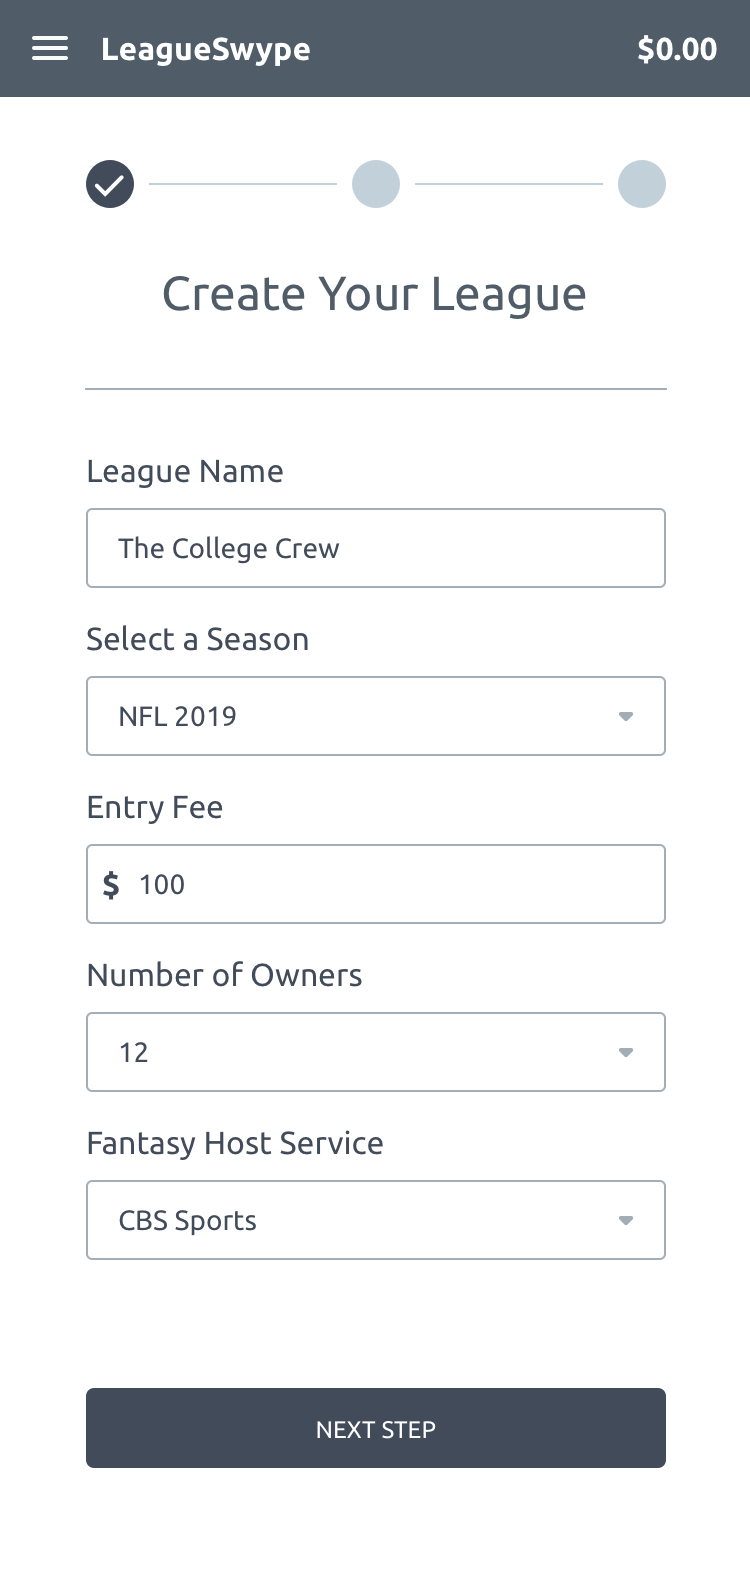 LeagueSwype $0.00
Create Your League
League Name
The College Crew
Select a Season
NFL 2019
Entry Fee
$ 100
Number of Owners
12
Fantasy Host Service
CBS Sports
NEXT STEP